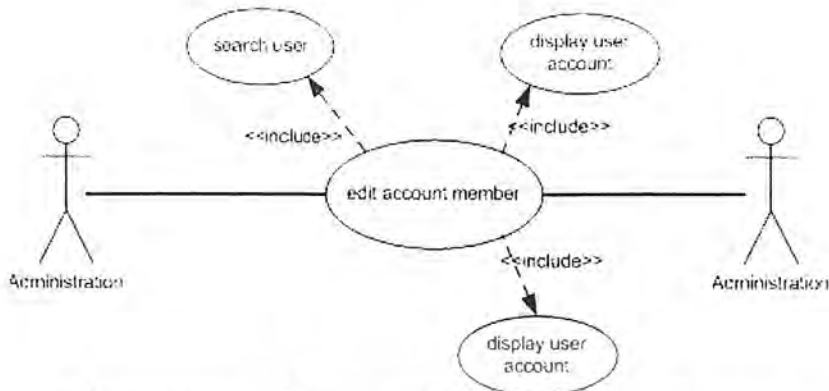 search user
display user
account
<<include>>
<<include>>
edit account member
Administration
Administration
<<include>>
display user
account